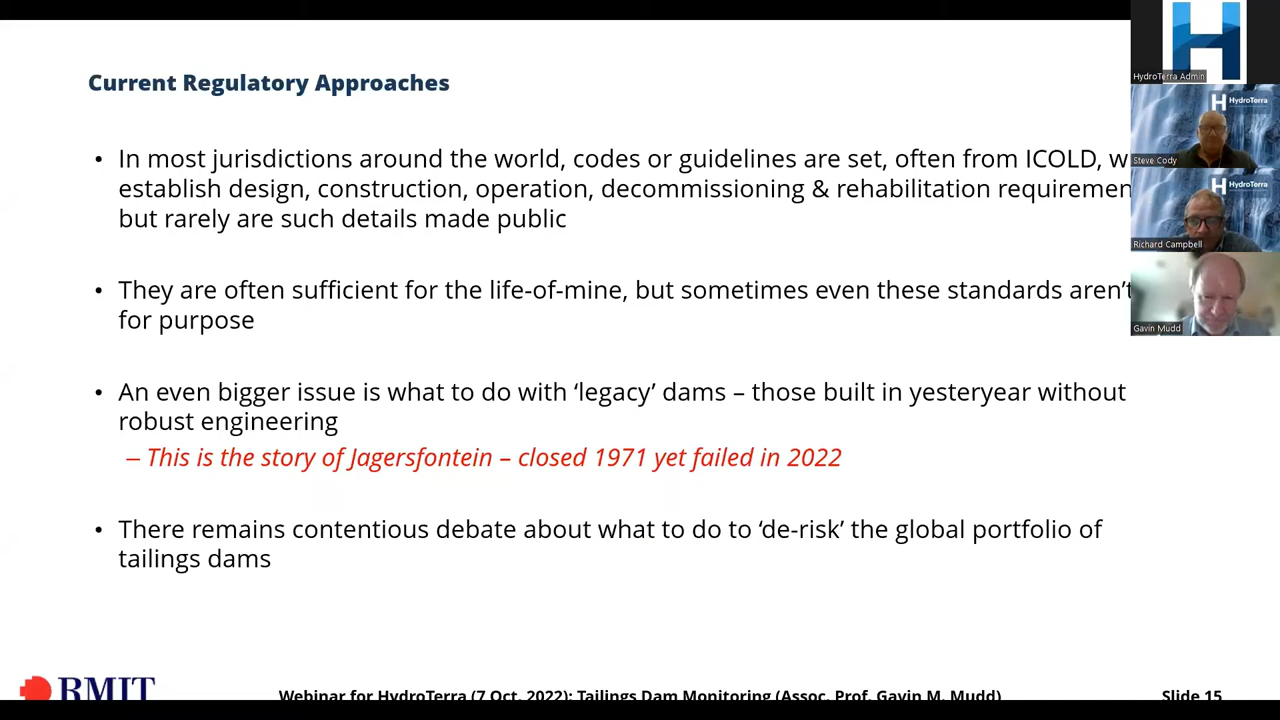 Current Regulatory Approaches
• In most jurisdictions around the world, codes or guidelines are set, often from ICOLD, w
establish design, construction, operation, decommissioning & rehabilitation requiremen
but rarely are such details made public
• They are often sufficient for the life-of-mine, but sometimes even these standards aren't
for purpose
• An even bigger issue is what to do with ‘legacy’ dams – those built in yesteryear without
robust engineering
– This is the story of Jagersfontein – closed 1971 yet failed in 2022
• There remains contentious debate about what to do to ‘de-risk’ the global portfolio of
tailings dams
RMIT
Webinar for HydroTerra (7 Oct. 2022): Tailings Dam Monitoring (Assoc. Prof. Gavin M. Mudd)
Slide 15
H
HydroTerra Admin
H HydroTerra
Steve Cody
H HydroTerra
Richard Campbell
Gavin Mudd